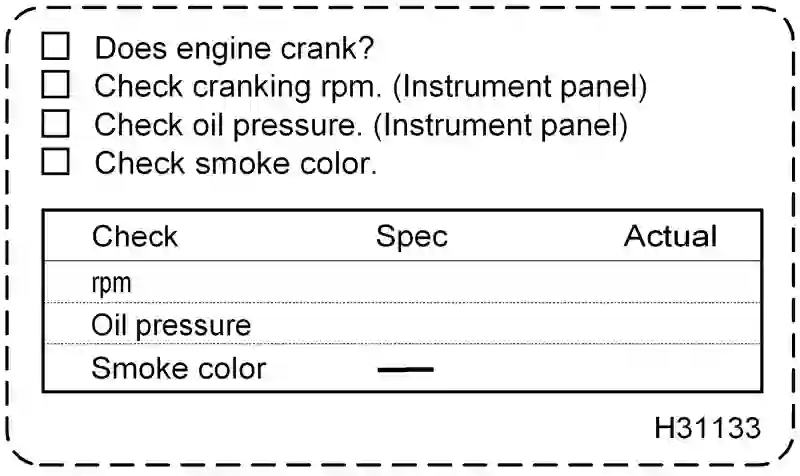 Does engine crank?
Check cranking rpm. (Instrument panel)
Check oil pressure. (Instrument panel)
Check smoke color.
Check Spec Actual
rpm
Oil pressure
Smoke color —
H31133